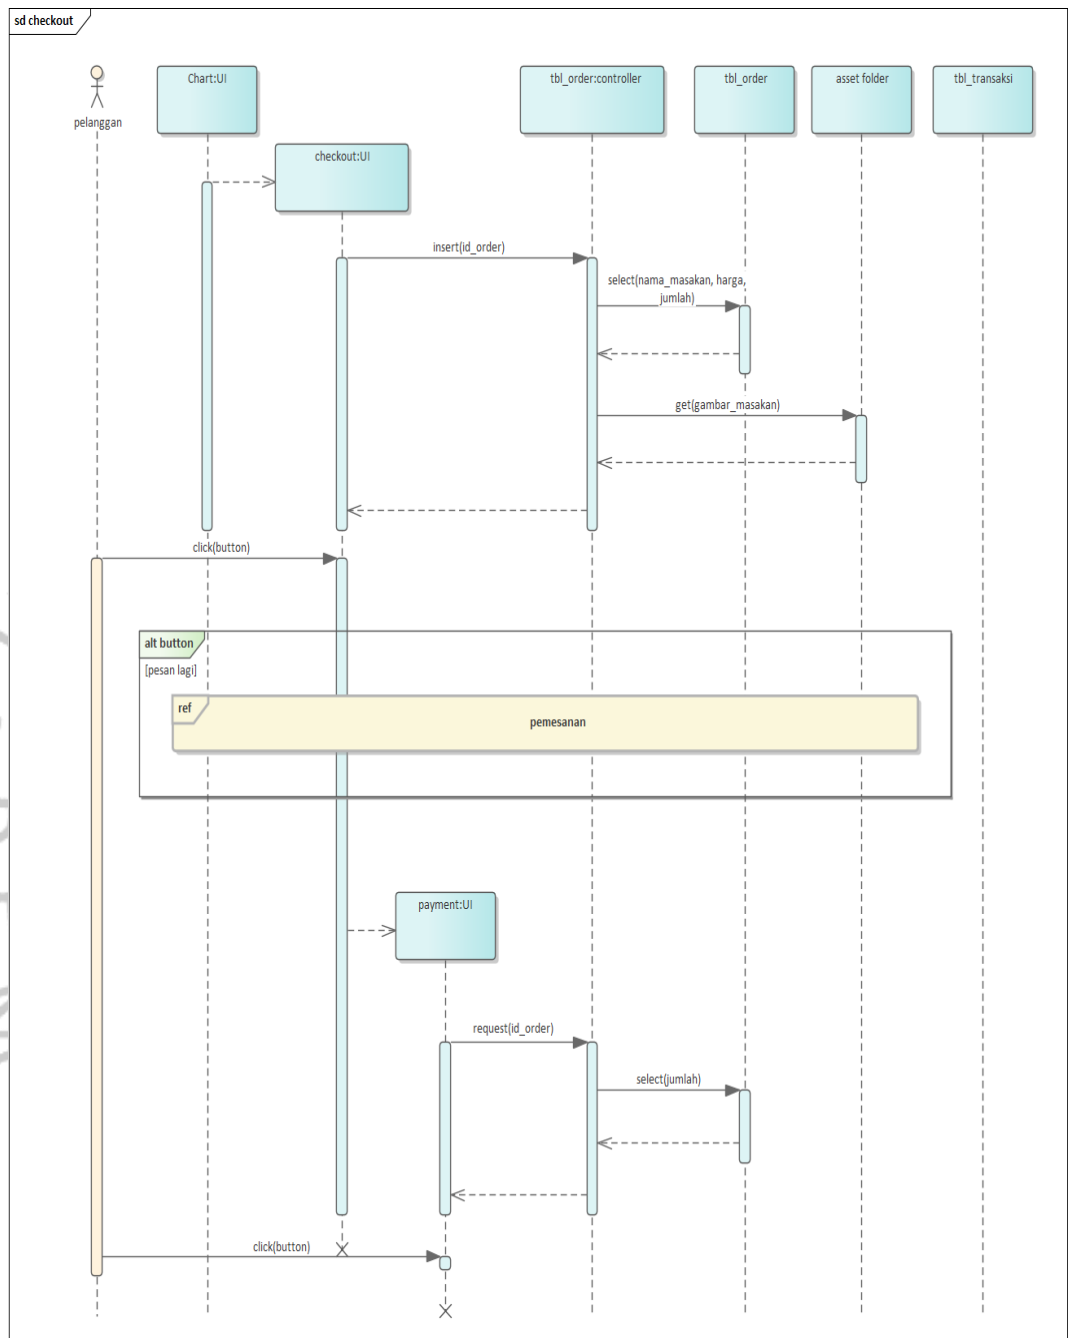 sd checkout
pelanggan
Chart:UI
tbl_order:controller
tbl_order
asset folder
tbl_transaksi
checkout:UI
insert(id_order)
select(nama_masakan, harga,
jumlah)
get(gambar_masakan)
click(button)
alt button
[pesan lagi]
ref
pemesanan
payment:UI
request(id_order)
select(jumlah)
click(button)